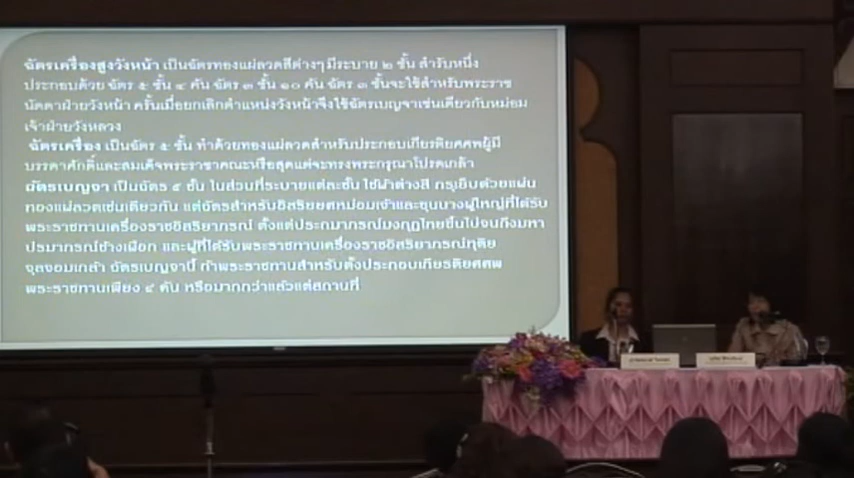 ฉัตรเครื่องสูงวังหน้า เป็นฉัตรทองแผ่ลวดสีต่างๆ มีระบาย ๒ ชั้น สำรับหนึ่ง
ประกอบด้วย ฉัตร ๕ ชั้น ๔ คัน ฉัตร ๓ ชั้น ๑๐ คัน ฉัตร ๓ ชั้นจะใช้สำหรับพระราช
นัดดาฝ่ายวังหน้า ครั้นเมื่อยกเลิกตำแหน่งวังหน้าจึงใช้ฉัตรเบญจาเช่นเดียวกับหม่อม
เจ้าฝ่ายวังหลวง
ฉัตรเครื่อง เป็นฉัตร ๕ ชั้น ทำด้วยทองแผ่ลวดสำหรับประกอบเกียรติยศศพผู้มี
บรรดาศักดิ์และสมเด็จพระราชาคณะหรือสุดแต่จะทรงพระกรุณาโปรดเกล้า
ฉัตรเบญจา เป็นฉัตร ๕ ชั้น ในส่วนที่ระบายแต่ละชั้น ใช้ผ้าต่างสี กรุเย็บด้วยแผ่น
ทองแผ่ลวดเช่นเดียวกัน แต่ฉัตรสำหรับอิสริยยศหม่อมเจ้าและขุนนางผู้ใหญ่ที่ได้รับ
พระราชทานเครื่องราชอิสริยาภรณ์ ตั้งแต่ประถมาภรณ์มงกุฎไทยขึ้นไปจนถึงมหา
ปรมาภรณ์ช้างเผือก และผู้ที่ได้รับพระราชทานเครื่องราชอิสริยาภรณ์ทุติย
จุลจอมเกล้า ฉัตรเบญจานี้ ถ้าพระราชทานสำหรับตั้งประกอบเกียรติยศศพ
พระราชทานเพียง ๔ คัน หรือมากกว่าแล้วแต่สถานที่